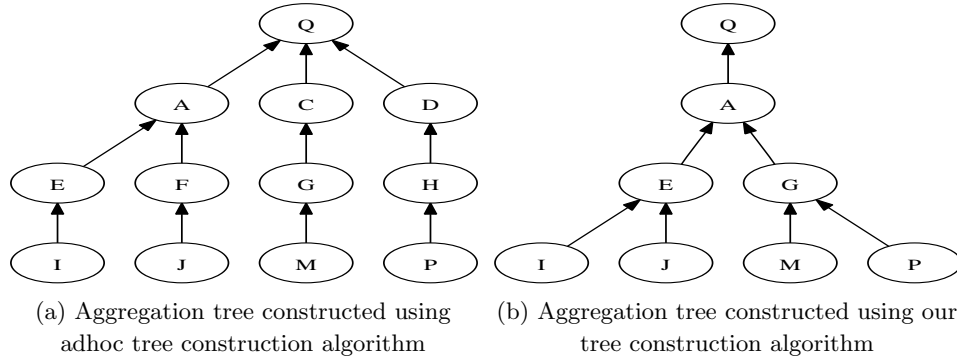 Q Q
A C D A
E F G H E G
I J M P I J M P
(a) Aggregation tree constructed using
adhoc tree construction algorithm
(b) Aggregation tree constructed using our
tree construction algorithm